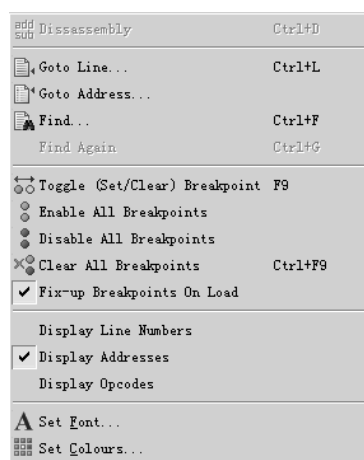 add
sub Dissassembly Ctrl+D
Goto Line... Ctrl+L
Goto Address...
Find... Ctrl+F
Find Again Ctrl+G
Toggle (Set/Clear) Breakpoint F9
Enable All Breakpoints
Disable All Breakpoints
Clear All Breakpoints Ctrl+F9
Fix-up Breakpoints On Load
Display Line Numbers
Display Addresses
Display Opcodes
A Set Font...
Set Colours...